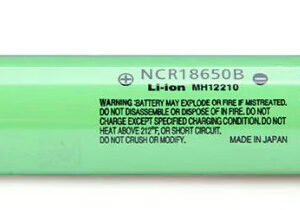 ⊕ NCR18650B ⊖
Li-ion MH12210
WARNING:BATTERY MAY EXPLODE OR FIRE IF MISTREATED.
DO NOT DISASSEMBLE OR DISPOSE OF IN FIRE. DO NOT
CHARGE EXCEPT SPECIFIED CHARGING CONDITION. DO NOT
HEAT ABOVE 212°F, OR SHORT CIRCUIT.
DO NOT CRUSH OR MODIFY. MADE IN JAPAN